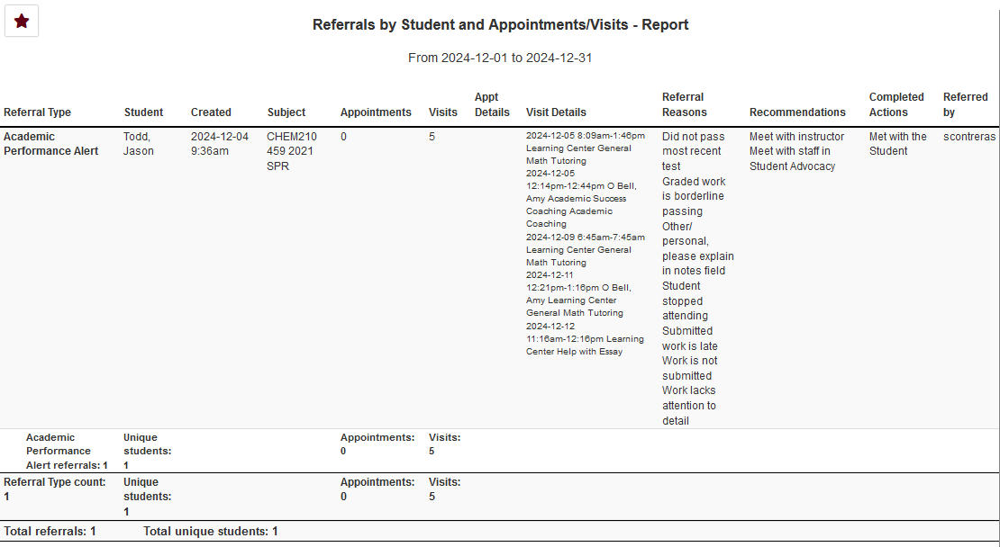 Referrals by Student and Appointments/Visits - Report
From 2024-12-01 to 2024-12-31
Referral Type Student Created Subject Appointments Visits Appt Details Visit Details Referral Reasons Recommendations Completed Actions Referred by
Academic
Performance Alert
Todd,
Jason
2024-12-04
9:36am
CHEM210
459 2021
SPR
0
5
2024-12-05 8:09am-1:46pm
Learning Center General
Math Tutoring
2024-12-05
12:14pm-12:44pm O Bell,
Amy Academic Success
Coaching Academic
Coaching
2024-12-09 6:45am-7:45am
Learning Center General
Math Tutoring
2024-12-11
12:21pm-1:16pm O Bell,
Amy Learning Center
General Math Tutoring
2024-12-12
11:16am-12:16pm Learning
Center Help with Essay
Did not pass
most recent
test
Graded work
is borderline
passing
Other/
personal,
please explain
in notes field
Student
stopped
attending
Submitted
work is late
Work is not
submitted
Work lacks
attention to
detail
Meet with instructor
Meet with staff in
Student Advocacy
Met with the
Student
scontreras
Academic
Performance
Alert referrals: 1
Unique
students:
1
Appointments:
0
Visits:
5
Referral Type count:
1
Unique
students:
1
Appointments:
0
Visits:
5
Total referrals: 1 Total unique students: 1